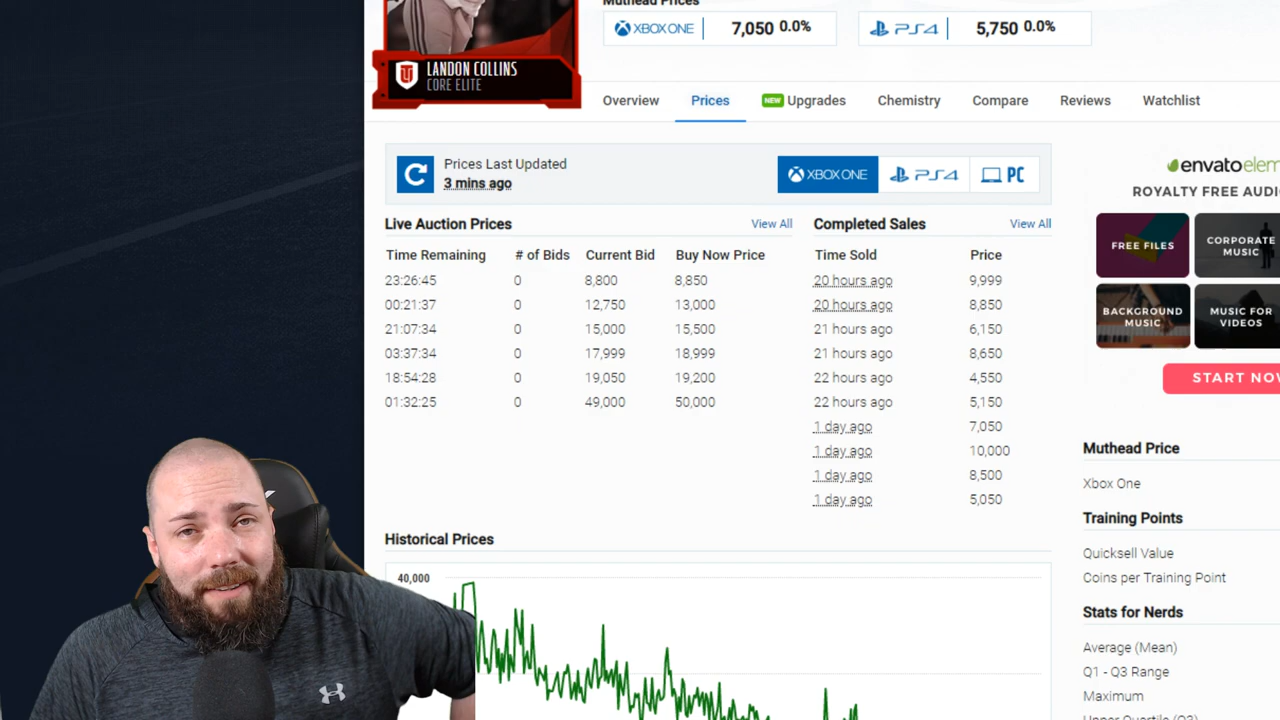 Muthead Prices
XBOX ONE 7,050 0.0% PS4 5,750 0.0%
LANDON COLLINS
CORE ELITE
Overview Prices NEW Upgrades Chemistry Compare Reviews Watchlist
Prices Last Updated
3 mins ago
XBOX ONE PS4 PC
Live Auction Prices View All
Time Remaining # of Bids Current Bid Buy Now Price
23:26:45 0 8,800 8,850
00:21:37 0 12,750 13,000
21:07:34 0 15,000 15,500
03:37:34 0 17,999 18,999
18:54:28 0 19,050 19,200
01:32:25 0 49,000 50,000
Completed Sales View All
Time Sold Price
20 hours ago 9,999
20 hours ago 8,850
21 hours ago 6,150
21 hours ago 8,650
22 hours ago 4,550
22 hours ago 5,150
1 day ago 7,050
1 day ago 10,000
1 day ago 8,500
1 day ago 5,050
Historical Prices
40,000
envato elem
ROYALTY FREE AUDI
FREE FILES
CORPORATE
MUSIC
BACKGROUND
MUSIC
MUSIC FOR
VIDEOS
START NOW
Muthead Price
Xbox One
Training Points
Quicksell Value
Coins per Training Point
Stats for Nerds
Average (Mean)
Q1 - Q3 Range
Maximum
Upper Quartile (Q3)